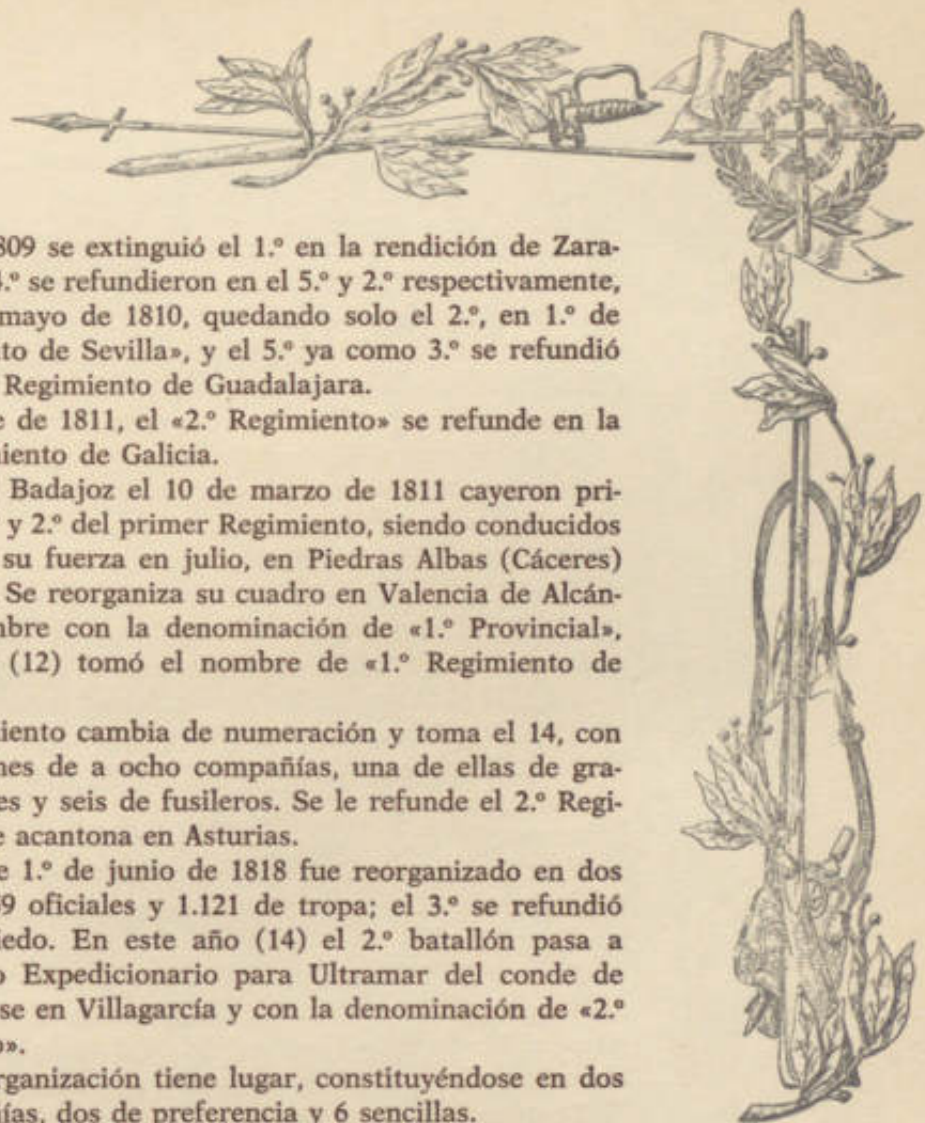 809 se extinguió el 1.º en la rendición de Zara-
4.º se refundieron en el 5.º y 2.º respectivamente,
mayo de 1810, quedando solo el 2.º, en 1.º de
to de Sevilla», y el 5.º ya como 3.º se refundió
Regimiento de Guadalajara.
e de 1811, el «2.º Regimiento» se refunde en la
iento de Galicia.
Badajoz el 10 de marzo de 1811 cayeron pri-
y 2.º del primer Regimiento, siendo conducidos
su fuerza en julio, en Piedras Albas (Cáceres)
Se reorganiza su cuadro en Valencia de Alcán-
mbre con la denominación de «1.º Provincial»,
(12) tomó el nombre de «1.º Regimiento de
iento cambia de numeración y toma el 14, con
nes de a ocho compañías, una de ellas de gra-
es y seis de fusileros. Se le refunde el 2.º Regi-
e acantona en Asturias.
e 1.º de junio de 1818 fue reorganizado en dos
9 oficiales y 1.121 de tropa; el 3.º se refundió
iedo. En este año (14) el 2.º batallón pasa a
o Expedicionario para Ultramar del conde de
se en Villagarcía y con la denominación de «2.º
o».
rganización tiene lugar, constituyéndose en dos
ías, dos de preferencia y 6 sencillas.